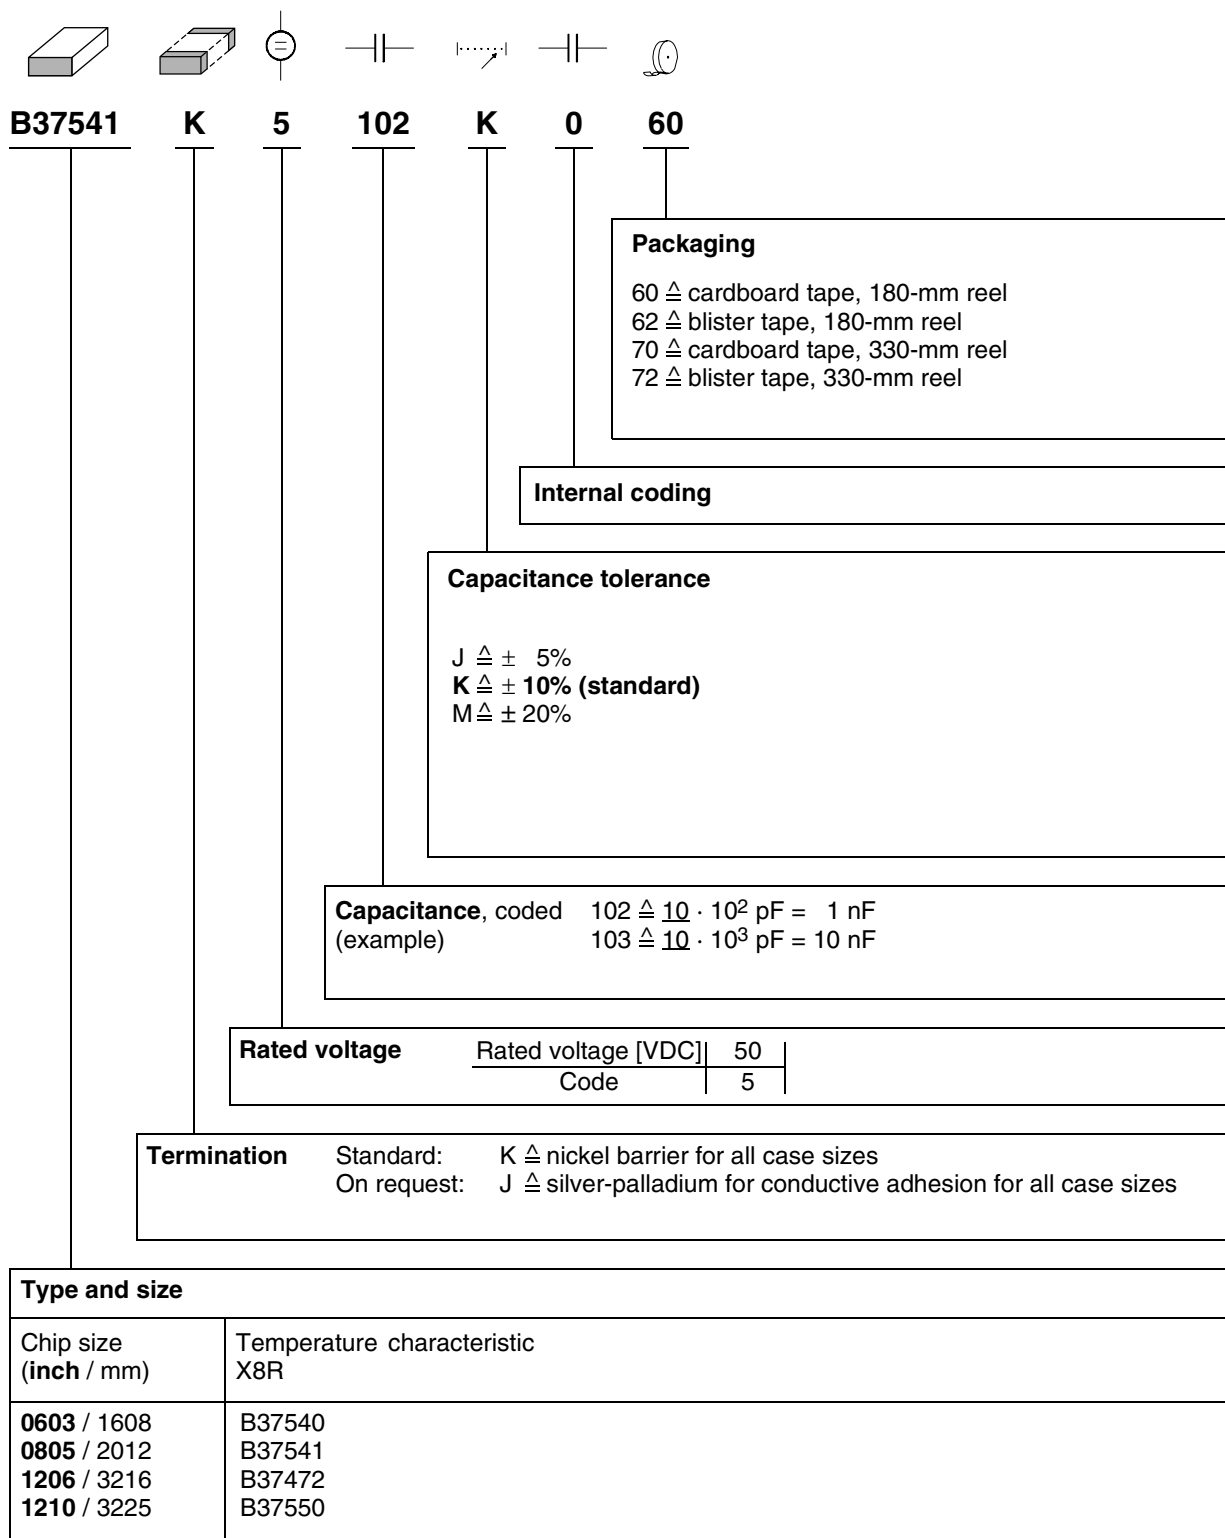 B37541 K 5 102 K 0 60
Packaging
60 ≙ cardboard tape, 180-mm reel
62 ≙ blister tape, 180-mm reel
70 ≙ cardboard tape, 330-mm reel
72 ≙ blister tape, 330-mm reel
Internal coding
Capacitance tolerance
J ≙ ± 5%
K ≙ ± 10% (standard)
M ≙ ± 20%
Capacitance, coded 102 ≙ 10 · 10² pF = 1 nF
(example) 103 ≙ 10 · 10³ pF = 10 nF
Rated voltage Rated voltage [VDC] 50
Code 5
Termination Standard: K ≙ nickel barrier for all case sizes
On request: J ≙ silver-palladium for conductive adhesion for all case sizes
Type and size
Chip size Temperature characteristic
(inch / mm) X8R
0603 / 1608 B37540
0805 / 2012 B37541
1206 / 3216 B37472
1210 / 3225 B37550